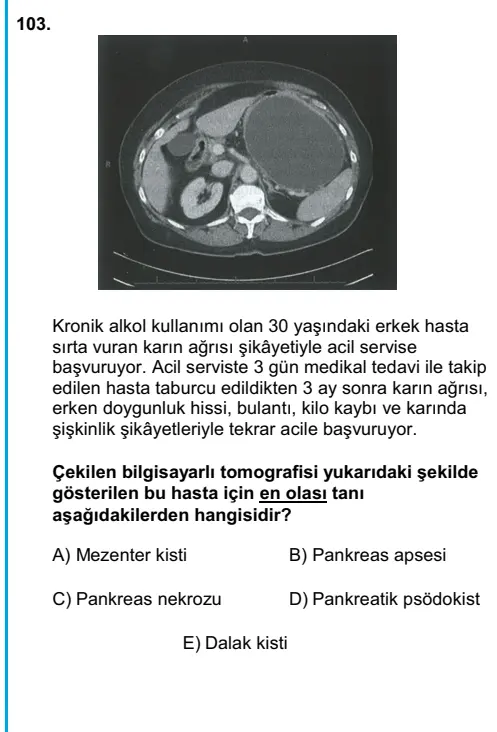 103.
A
R
Kronik alkol kullanımı olan 30 yaşındaki erkek hasta
sırta vuran karın ağrısı şikâyetiyle acil servise
başvuruyor. Acil serviste 3 gün medikal tedavi ile takip
edilen hasta taburcu edildikten 3 ay sonra karın ağrısı,
erken doygunluk hissi, bulantı, kilo kaybı ve karında
şişkinlik şikâyetleriyle tekrar acile başvuruyor.
Çekilen bilgisayarlı tomografisi yukarıdaki şekilde
gösterilen bu hasta için en olası tanı
aşağıdakilerden hangisidir?
A) Mezenter kisti B) Pankreas apsesi
C) Pankreas nekrozu D) Pankreatik psödokist
E) Dalak kisti